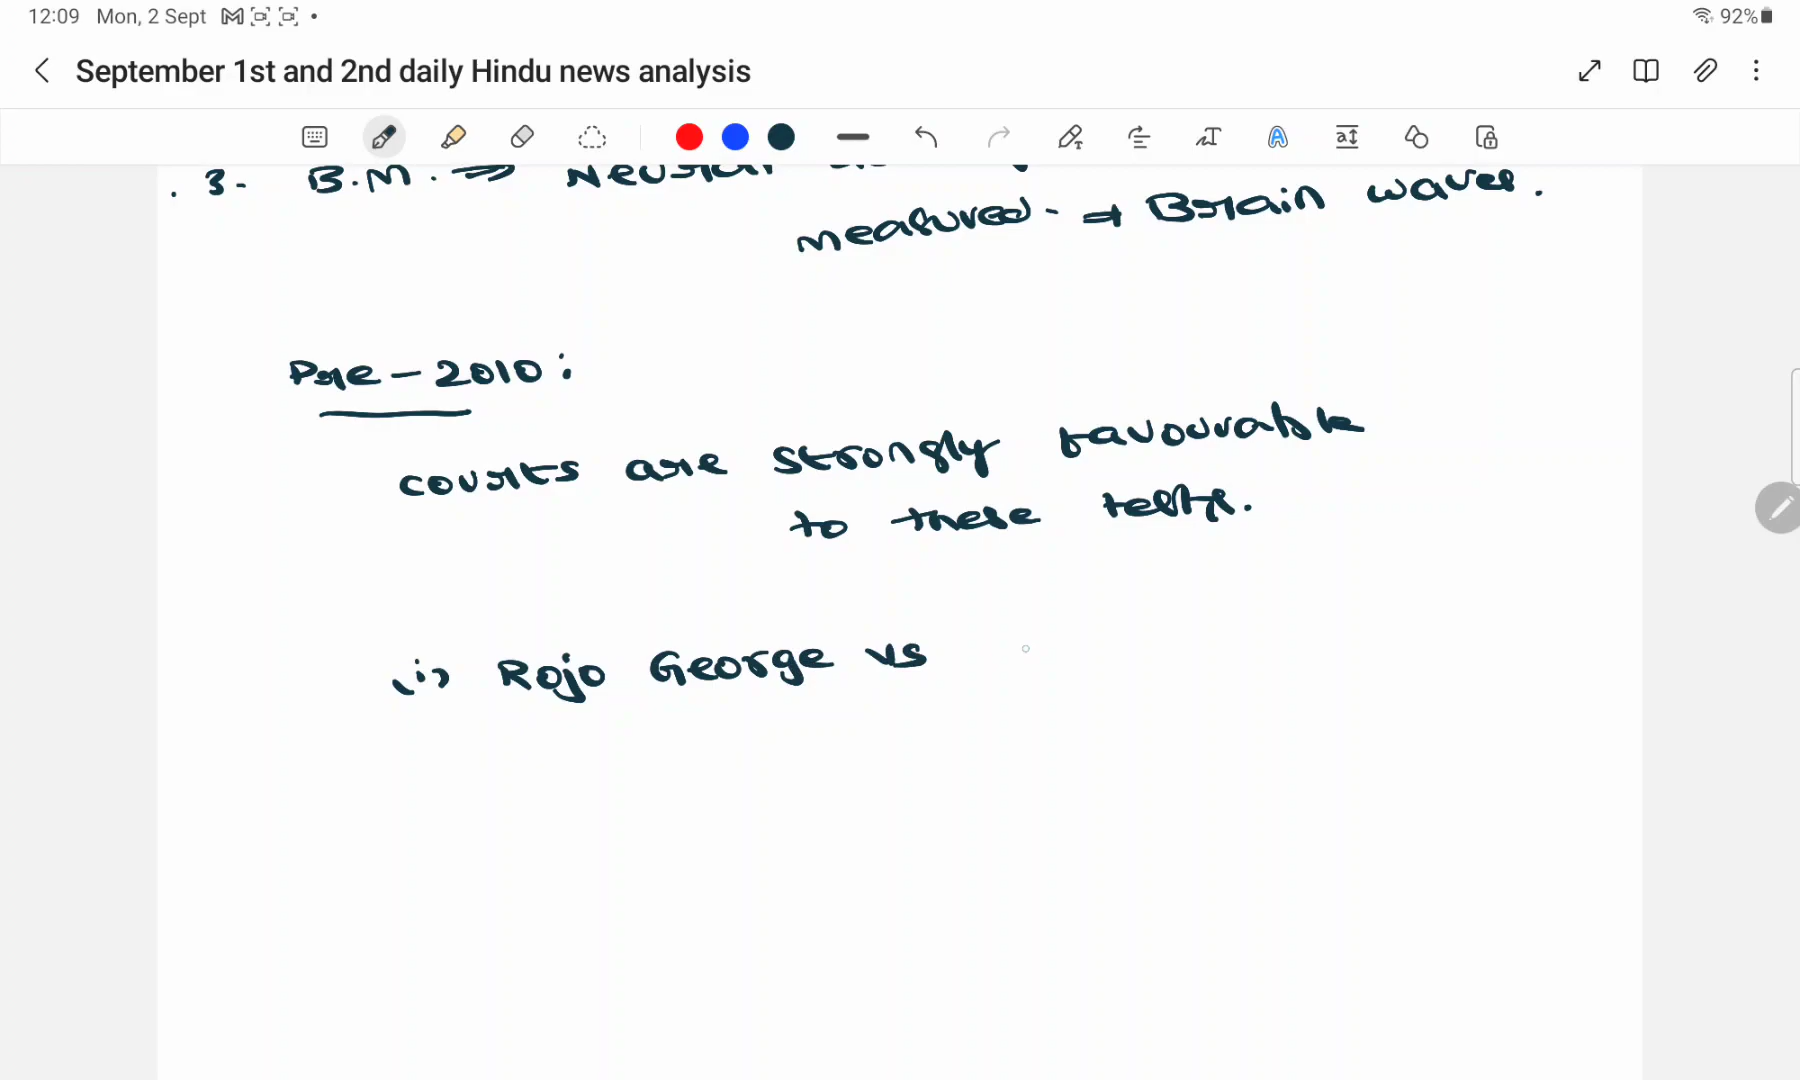 12:09 Mon, 2 Sept 92%
September 1st and 2nd daily Hindu news analysis
. 3- B.M. ⇒ Neural
measured. ⇒ Brain waves.
Pre-2010:
courts are strongly favourable
to these tests.
(i) Rojo George vs